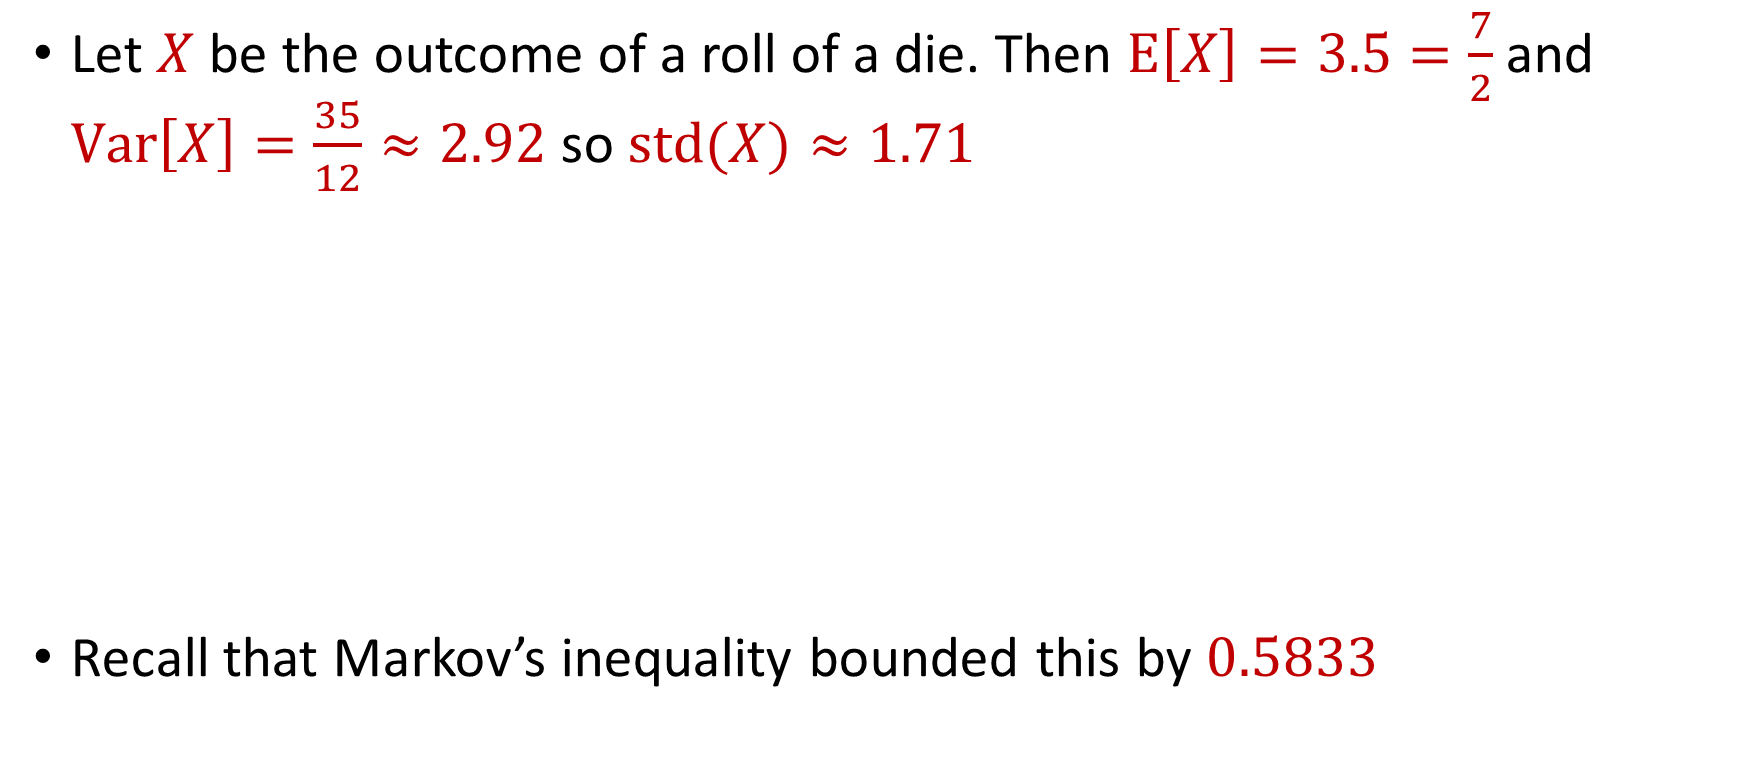 • Let X be the outcome of a roll of a die. Then E[X] = 3.5 = 7/2 and
Var[X] = 35/12 ≈ 2.92 so std(X) ≈ 1.71
• Recall that Markov’s inequality bounded this by 0.5833